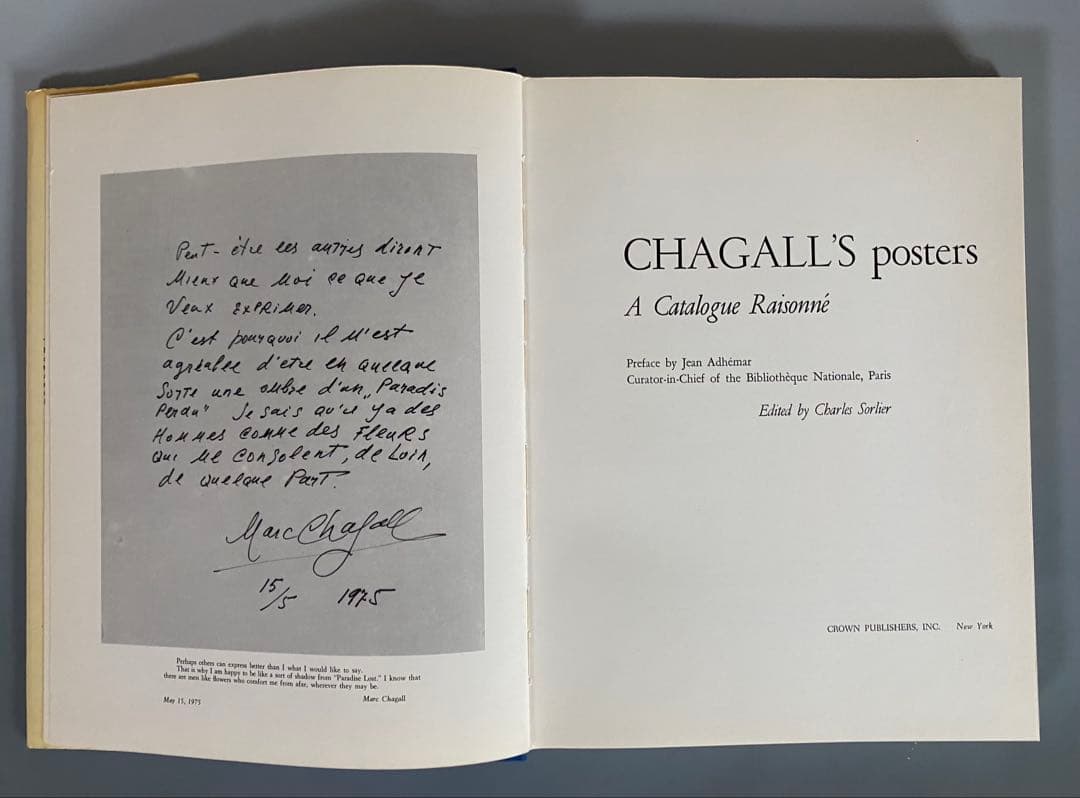 Peut-être les autres diront
Mieux que Moi ce que je
Veux EXPRIMER.
C'est pourquoi il M'est
agréable d'être en quelque
Sorte une ombre d'un „Paradis
Perdu" Je sais qu'il y a des
Hommes comme des FleuRs
Qui Me Consolent, de Loin,
de quelque Part.
Marc Chagall
15/5 1975
Perhaps others can express better than I what I would like to say.
That is why I am happy to be like a sort of shadow from "Paradise Lost." I know that
there are men like flowers who comfort me from afar, wherever they may be.
May 15, 1975 Marc Chagall
CHAGALL'S posters
A Catalogue Raisonné
Preface by Jean Adhémar
Curator-in-Chief of the Bibliothèque Nationale, Paris
Edited by Charles Sorlier
CROWN PUBLISHERS, INC. New York